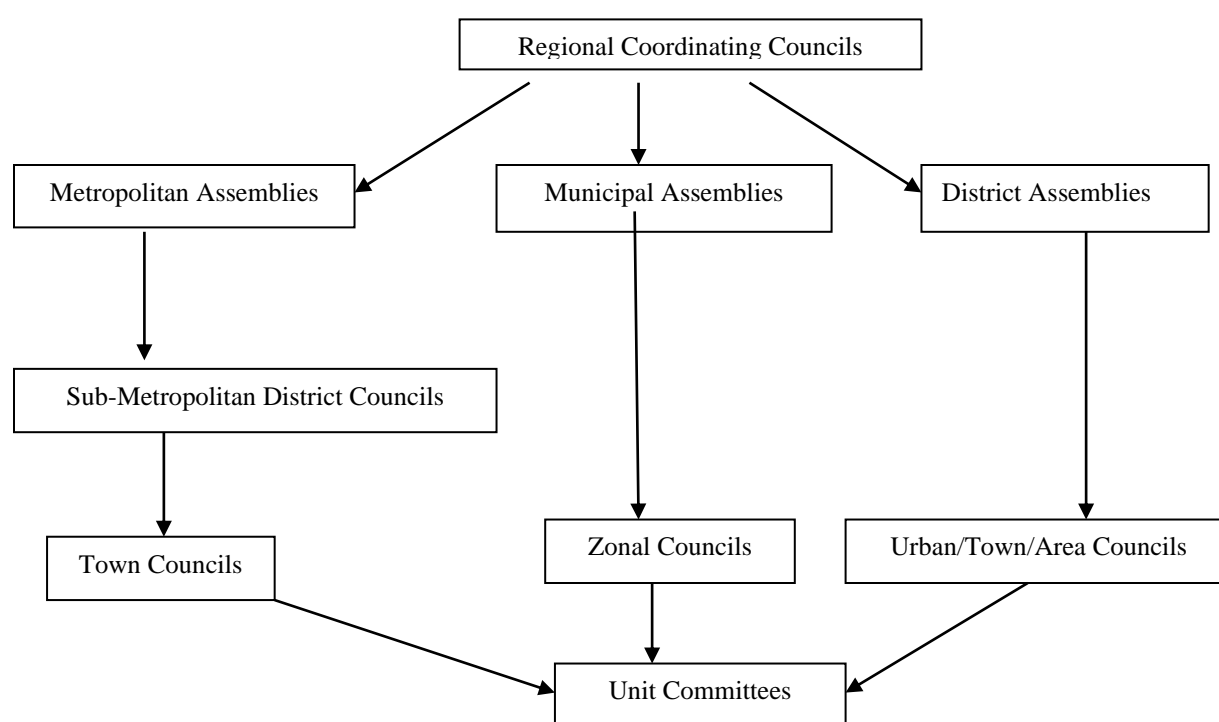 Regional Coordinating Councils
Metropolitan Assemblies
Municipal Assemblies
District Assemblies
Sub-Metropolitan District Councils
Town Councils
Zonal Councils
Urban/Town/Area Councils
Unit Committees